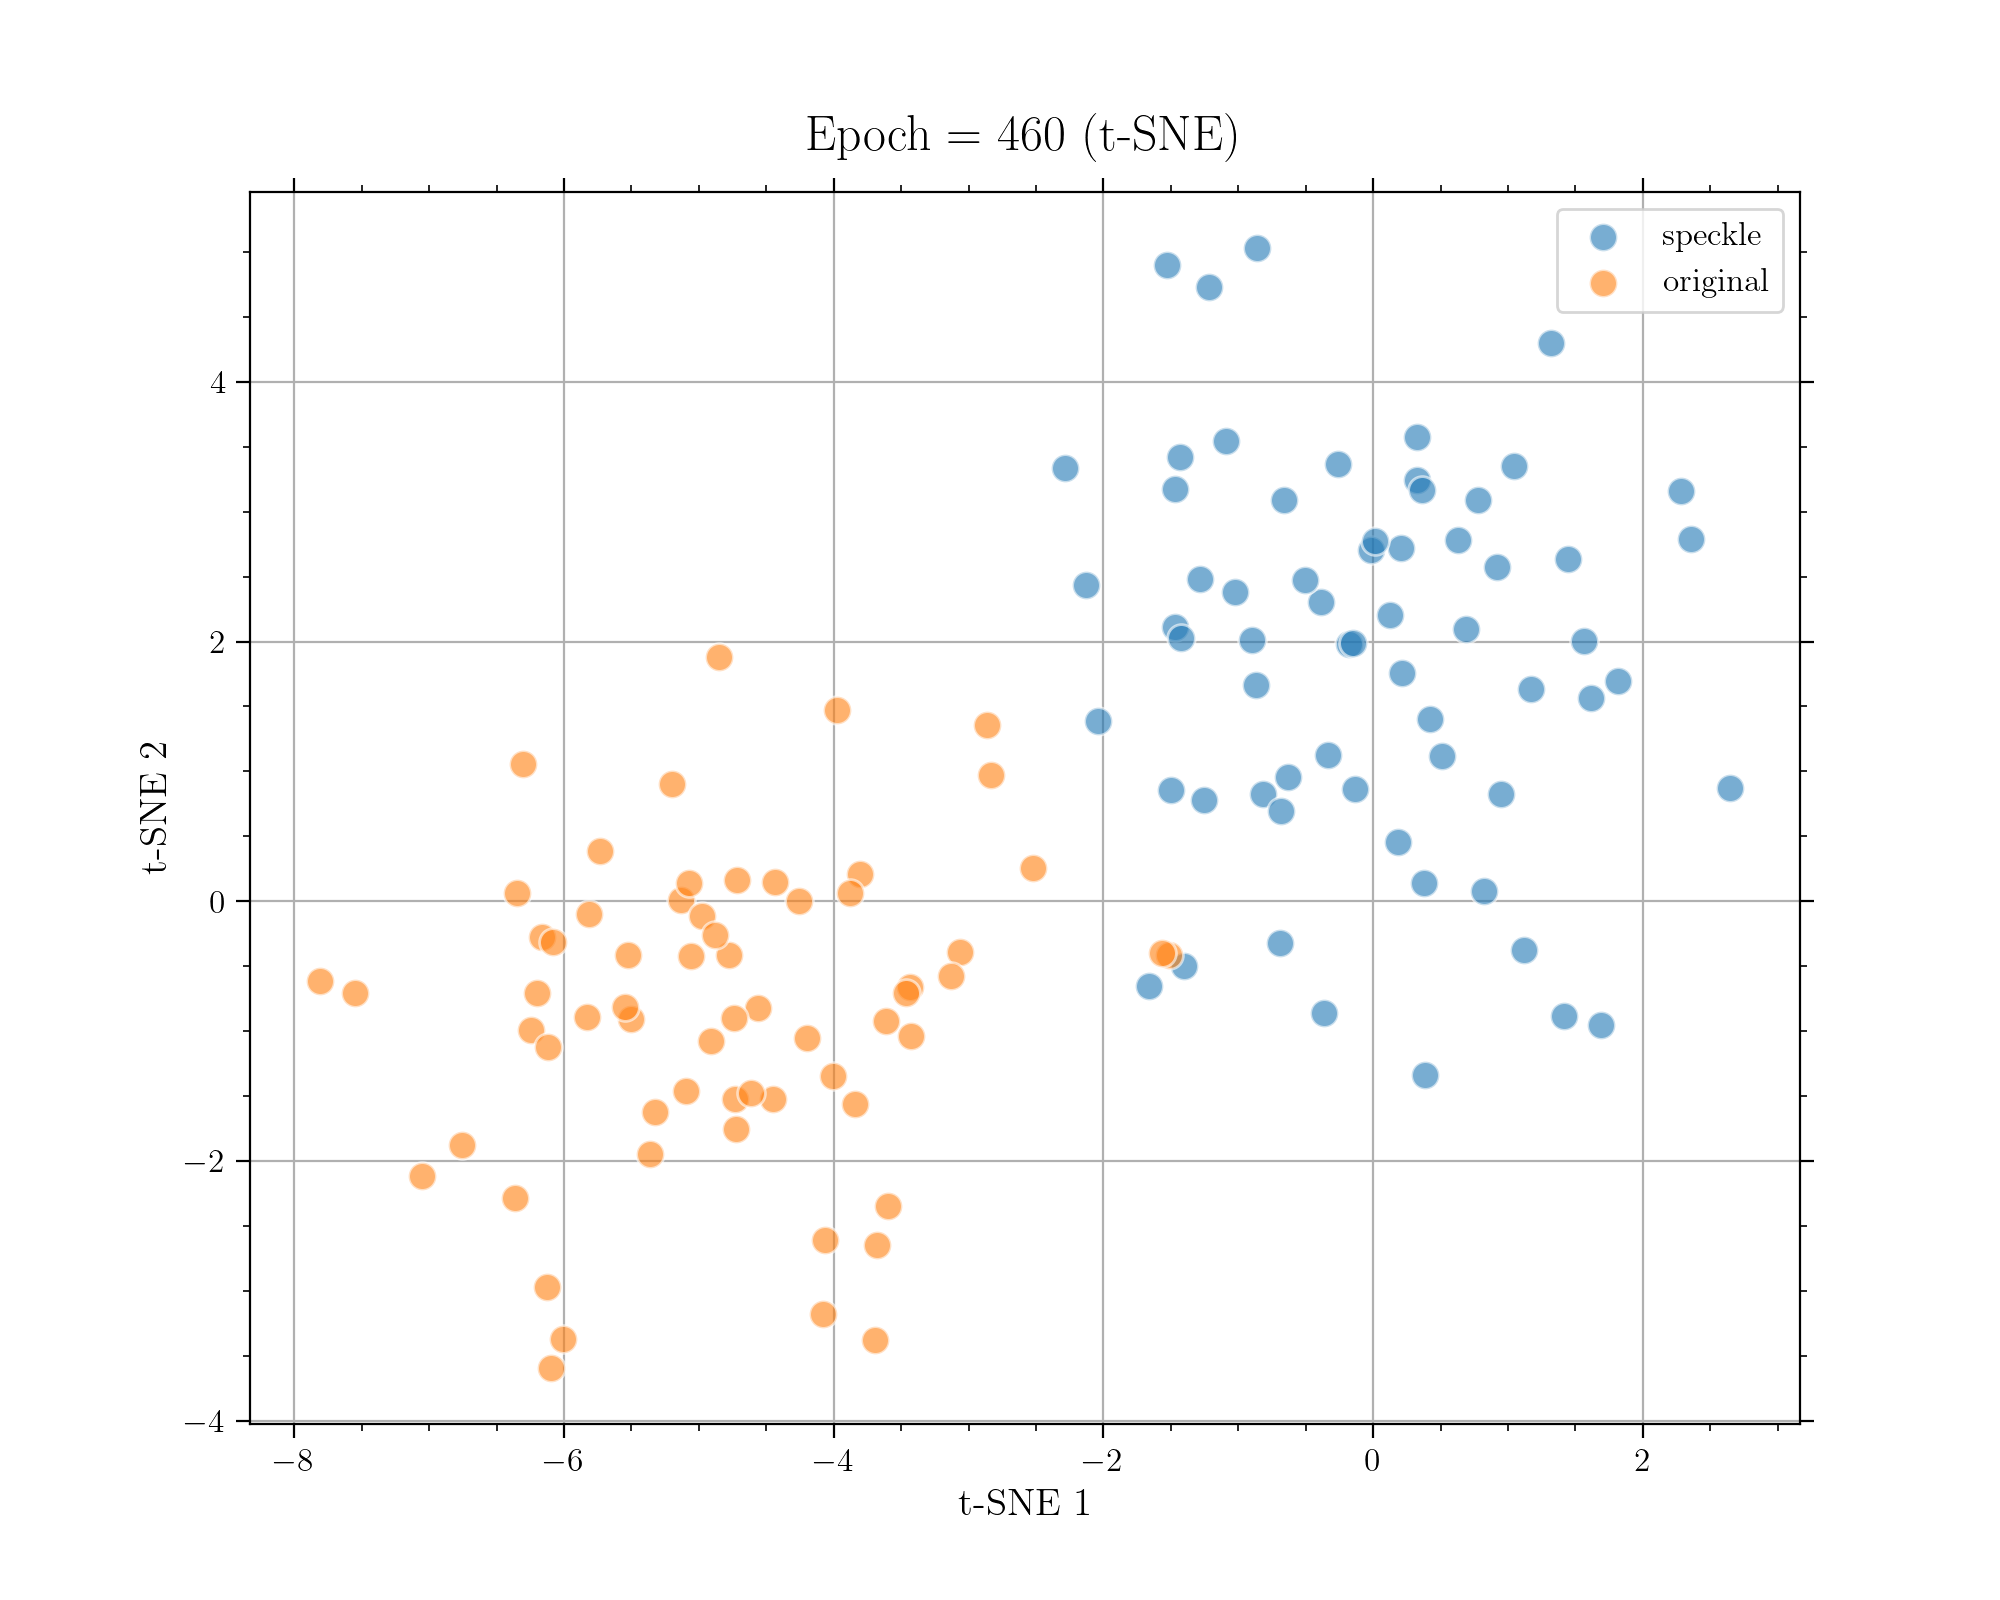 Epoch = 460 (t-SNE)
speckle
original
4
2
0
−2
−4
t-SNE 2
−8
−6
−4
−2
0
2
t-SNE 1